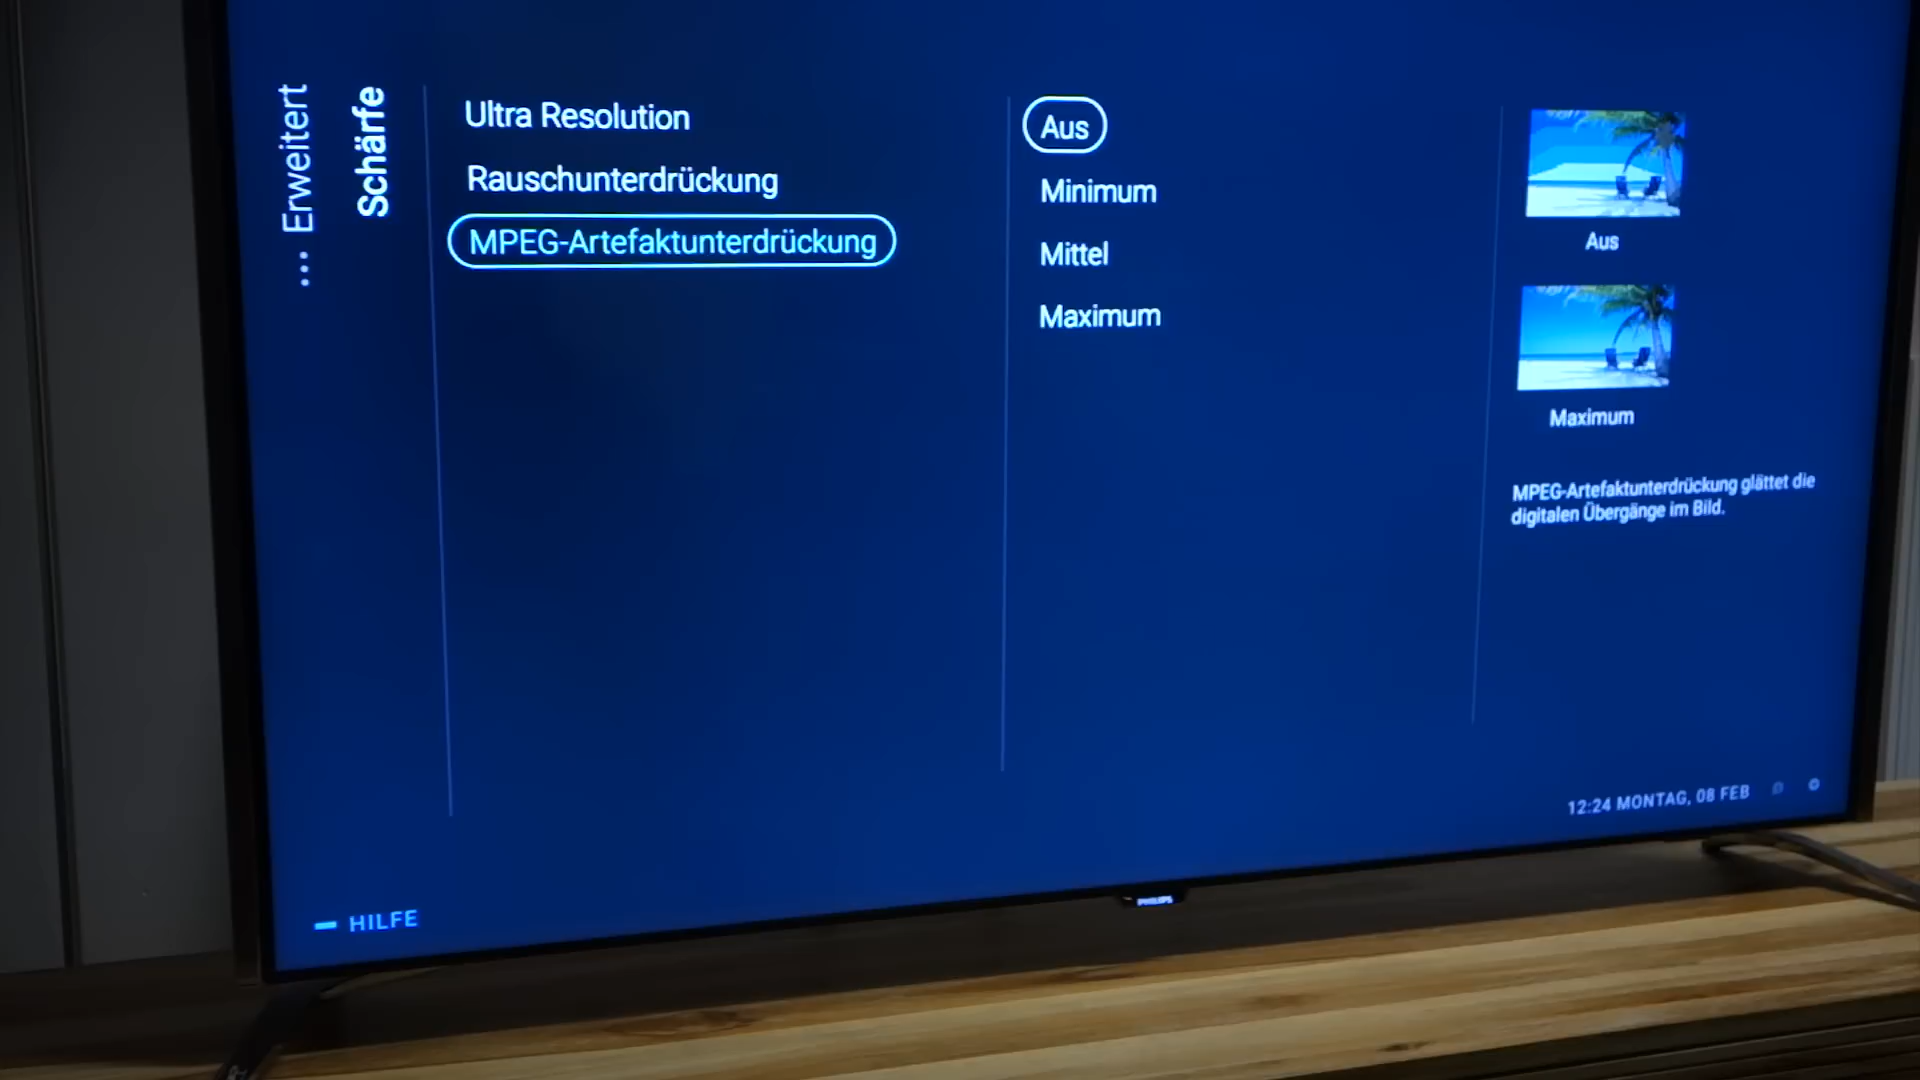 ... Erweitert
Schärfe
Ultra Resolution
Rauschunterdrückung
MPEG-Artefaktunterdrückung
Aus
Minimum
Mittel
Maximum
Aus
Maximum
MPEG-Artefaktunterdrückung glättet die
digitalen Übergänge im Bild.
12:24 MONTAG, 08 FEB
HILFE
PHILIPS